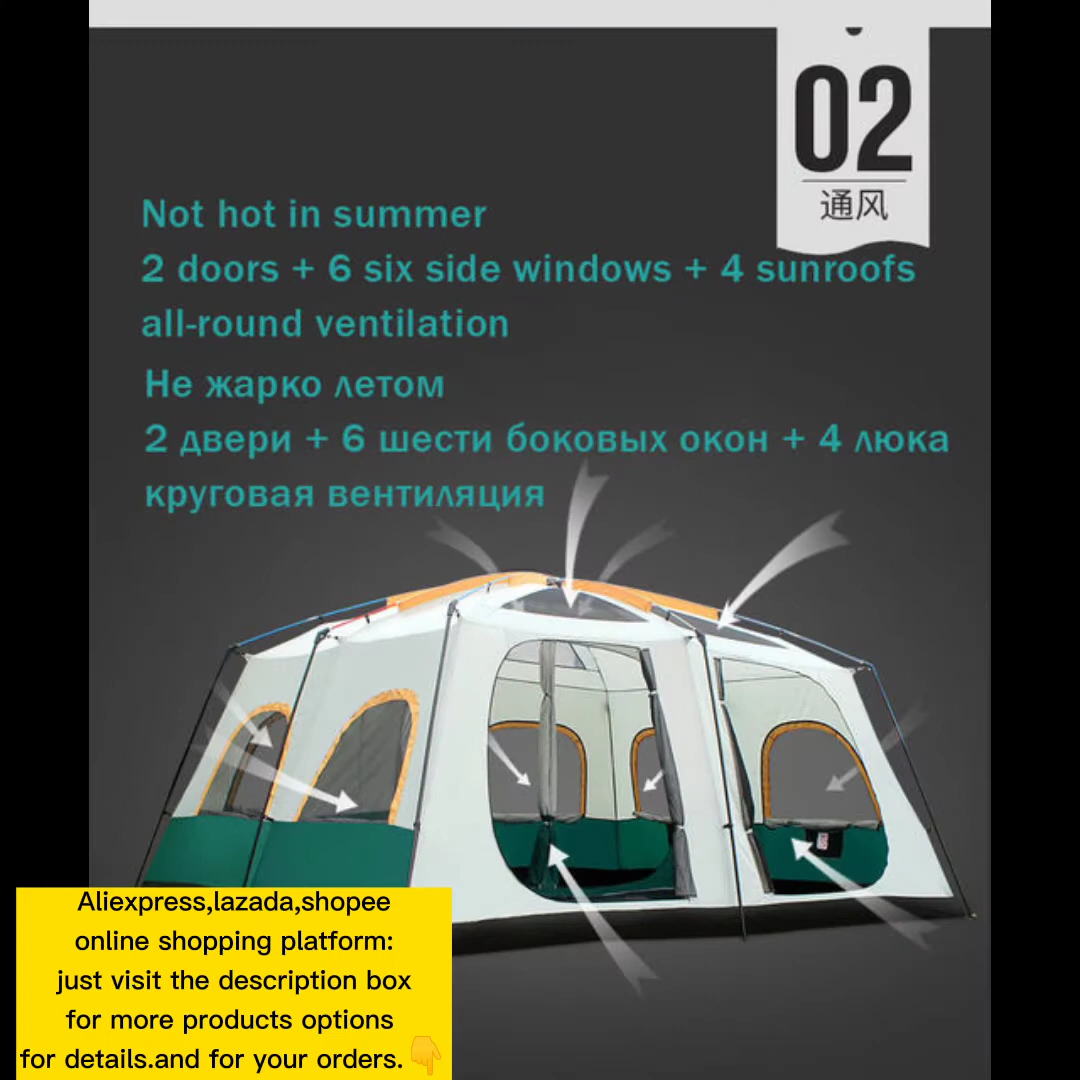 02
通风
Not hot in summer
2 doors + 6 six side windows + 4 sunroofs
all-round ventilation
Не жарко летом
2 двери + 6 шести боковых окон + 4 люка
круговая вентиляция
Aliexpress,lazada,shopee
online shopping platform:
just visit the description box
for more products options
for details.and for your orders.👇